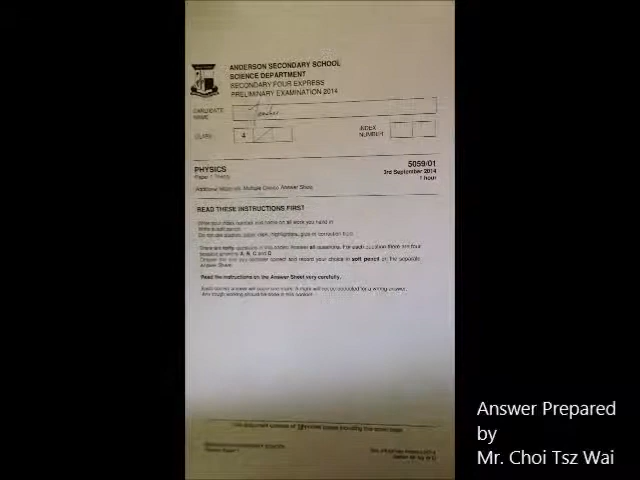 ANDERSON SECONDARY SCHOOL
SCIENCE DEPARTMENT
SECONDARY FOUR EXPRESS
PRELIMINARY EXAMINATION 2014
CANDIDATE
NAME
CLASS
4
INDEX
NUMBER
PHYSICS
5059/01
Paper 1 Theory
3rd September 2014
1 hour
Additional Materials: Multiple Choice Answer Sheet
READ THESE INSTRUCTIONS FIRST
Write your index number and name on all work you hand in.
Write in soft pencil.
Do not use staples, paper clips, highlighters, glue or correction fluid.
There are forty questions in this paper. Answer all questions. For each question there are four
possible answers A, B, C and D.
Choose the one you consider correct and record your choice in soft pencil on the separate
Answer Sheet.
Read the instructions on the Answer Sheet very carefully.
Each correct answer will score one mark. A mark will not be deducted for a wrong answer.
Any rough working should be done in this booklet.
This document consists of printed pages including this cover page.
Answer Prepared
by
Mr. Choi Tsz Wai